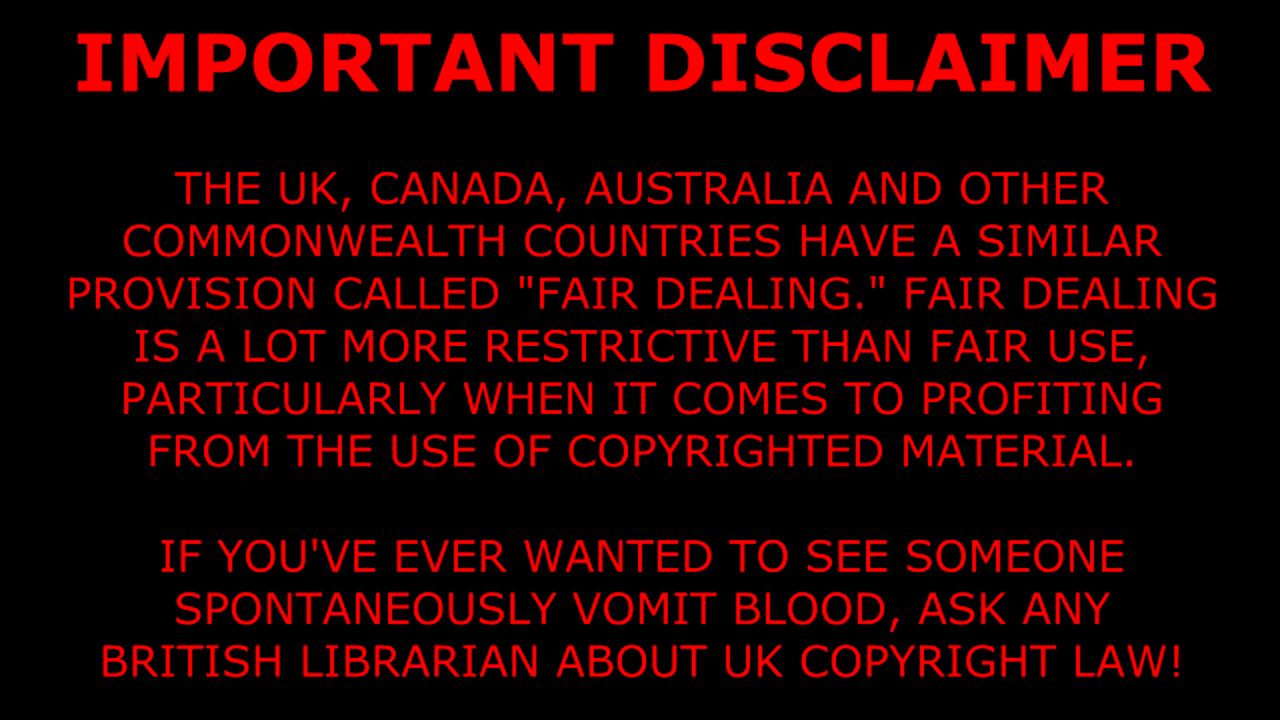 IMPORTANT DISCLAIMER
THE UK, CANADA, AUSTRALIA AND OTHER
COMMONWEALTH COUNTRIES HAVE A SIMILAR
PROVISION CALLED "FAIR DEALING." FAIR DEALING
IS A LOT MORE RESTRICTIVE THAN FAIR USE,
PARTICULARLY WHEN IT COMES TO PROFITING
FROM THE USE OF COPYRIGHTED MATERIAL.
IF YOU'VE EVER WANTED TO SEE SOMEONE
SPONTANEOUSLY VOMIT BLOOD, ASK ANY
BRITISH LIBRARIAN ABOUT UK COPYRIGHT LAW!